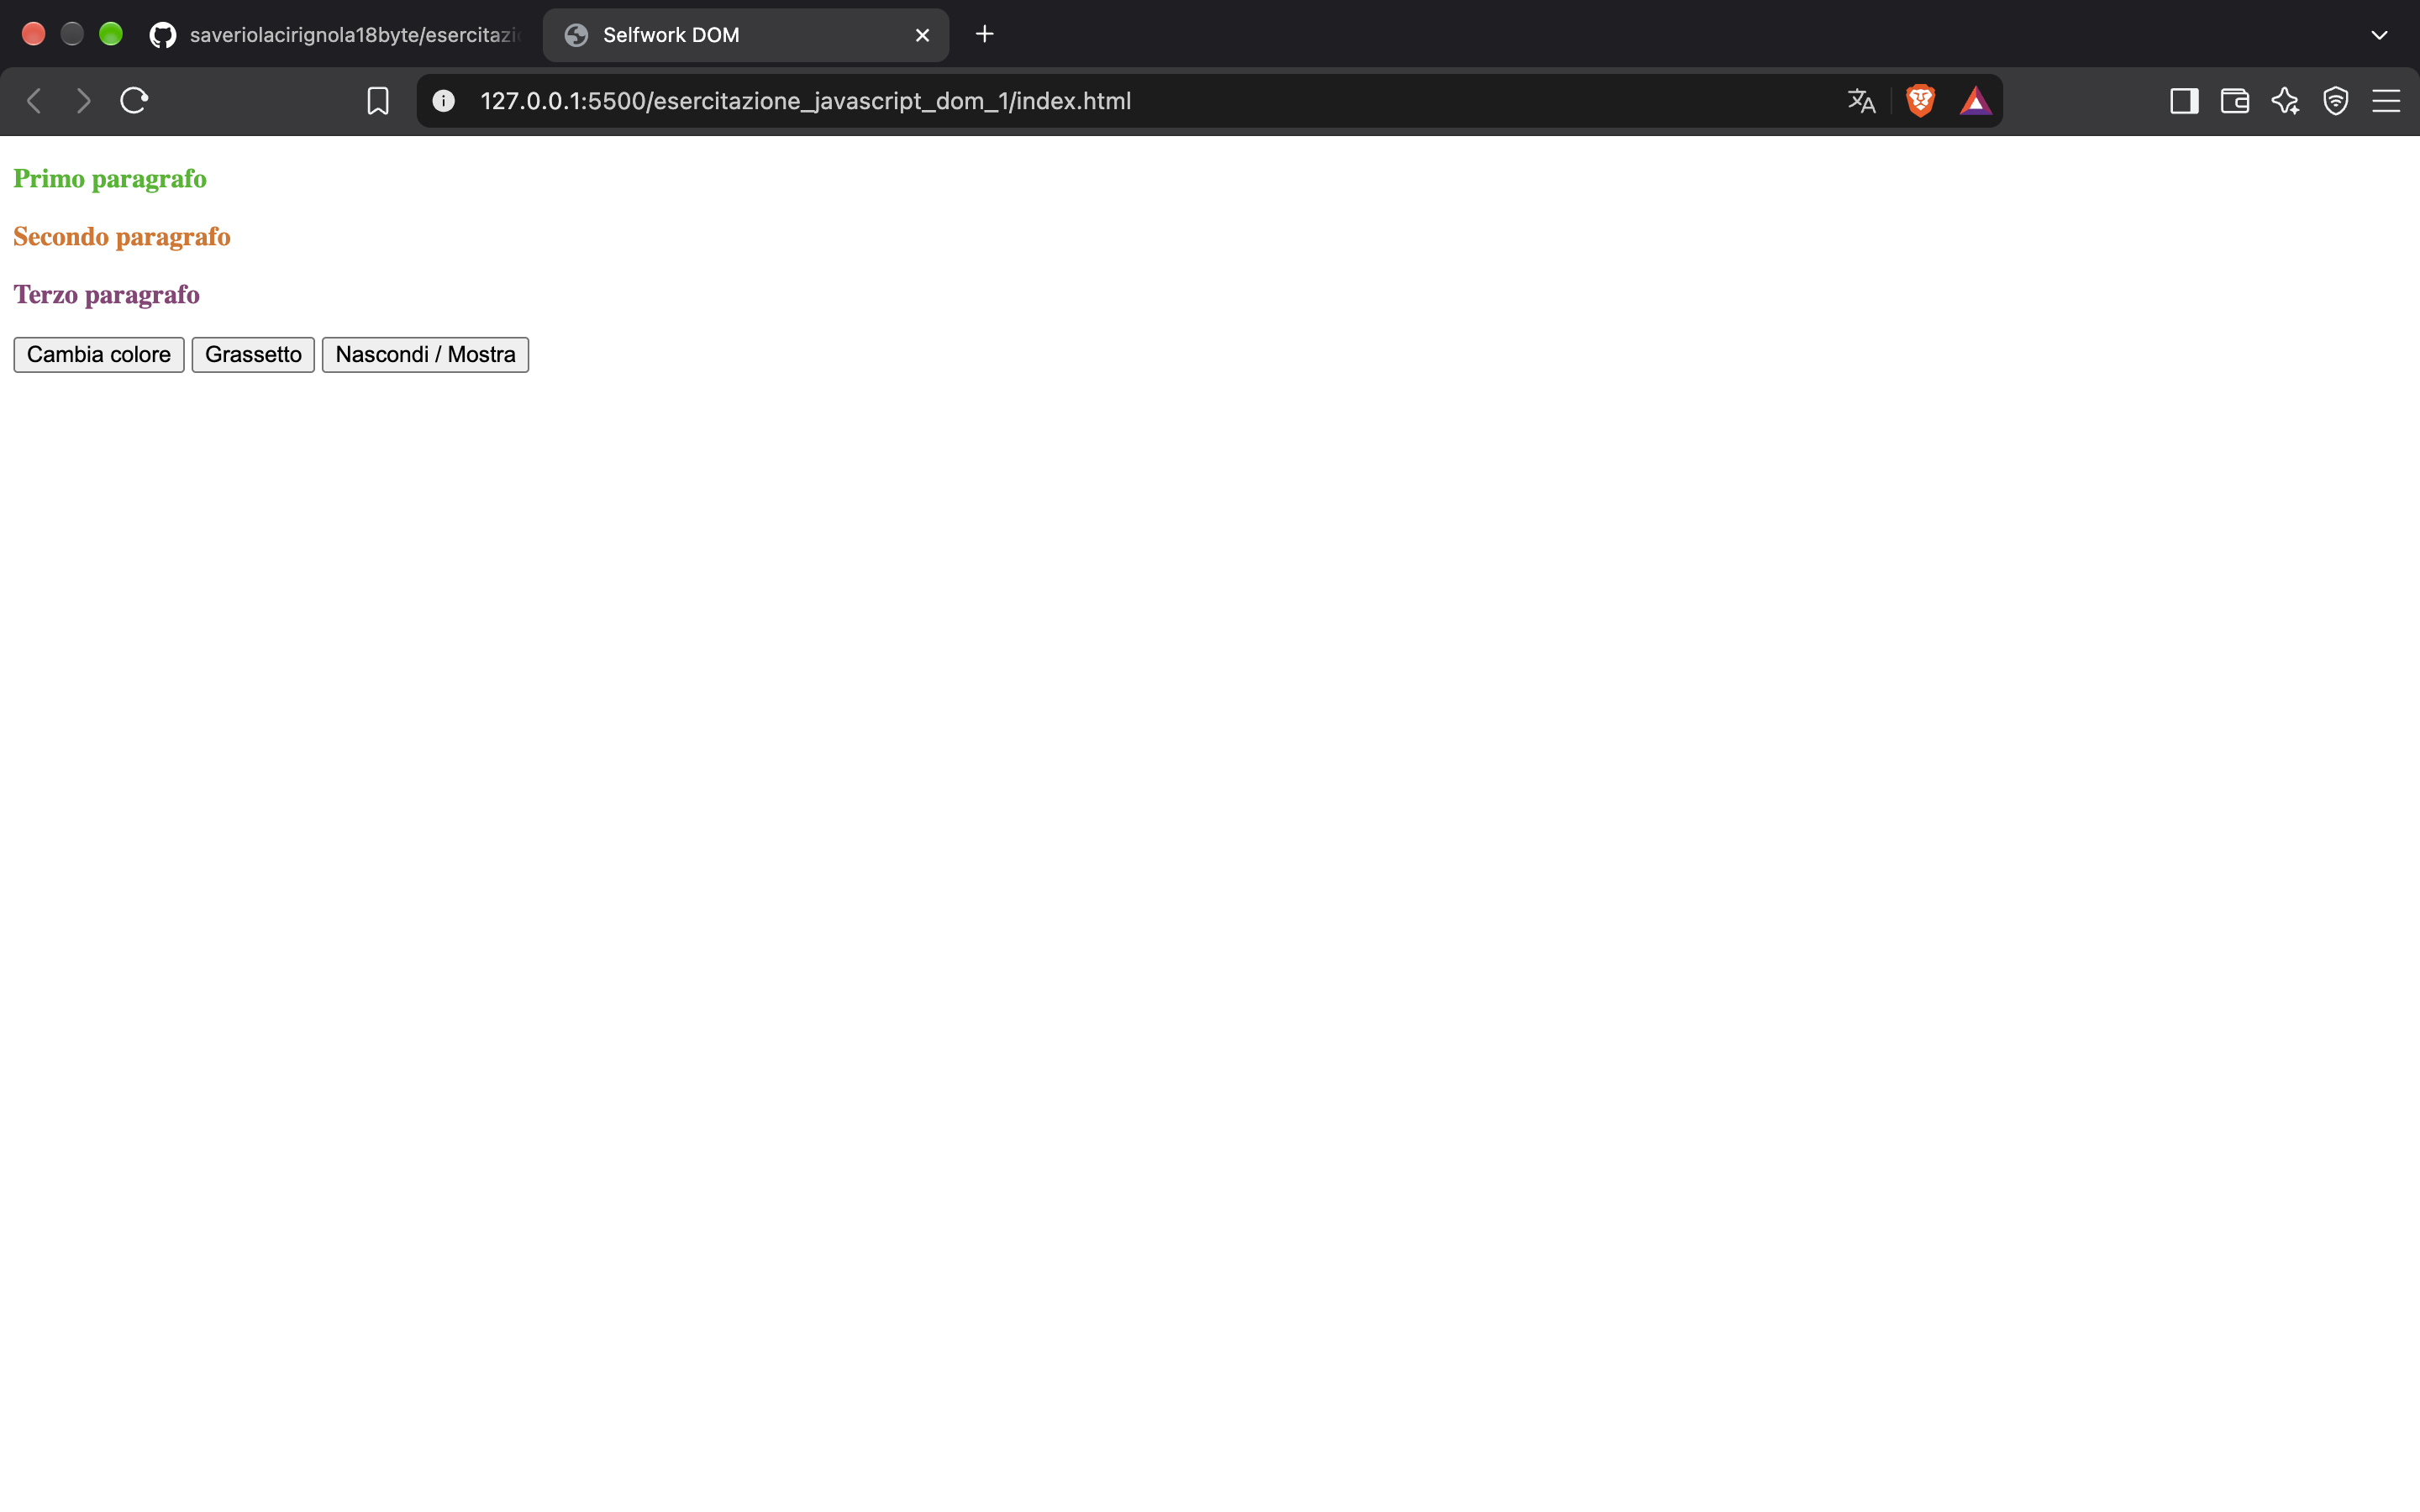 saveriolacirignola18byte/esercitazi
Selfwork DOM
127.0.0.1:5500/esercitazione_javascript_dom_1/index.html
Primo paragrafo
Secondo paragrafo
Terzo paragrafo
Cambia colore Grassetto Nascondi / Mostra